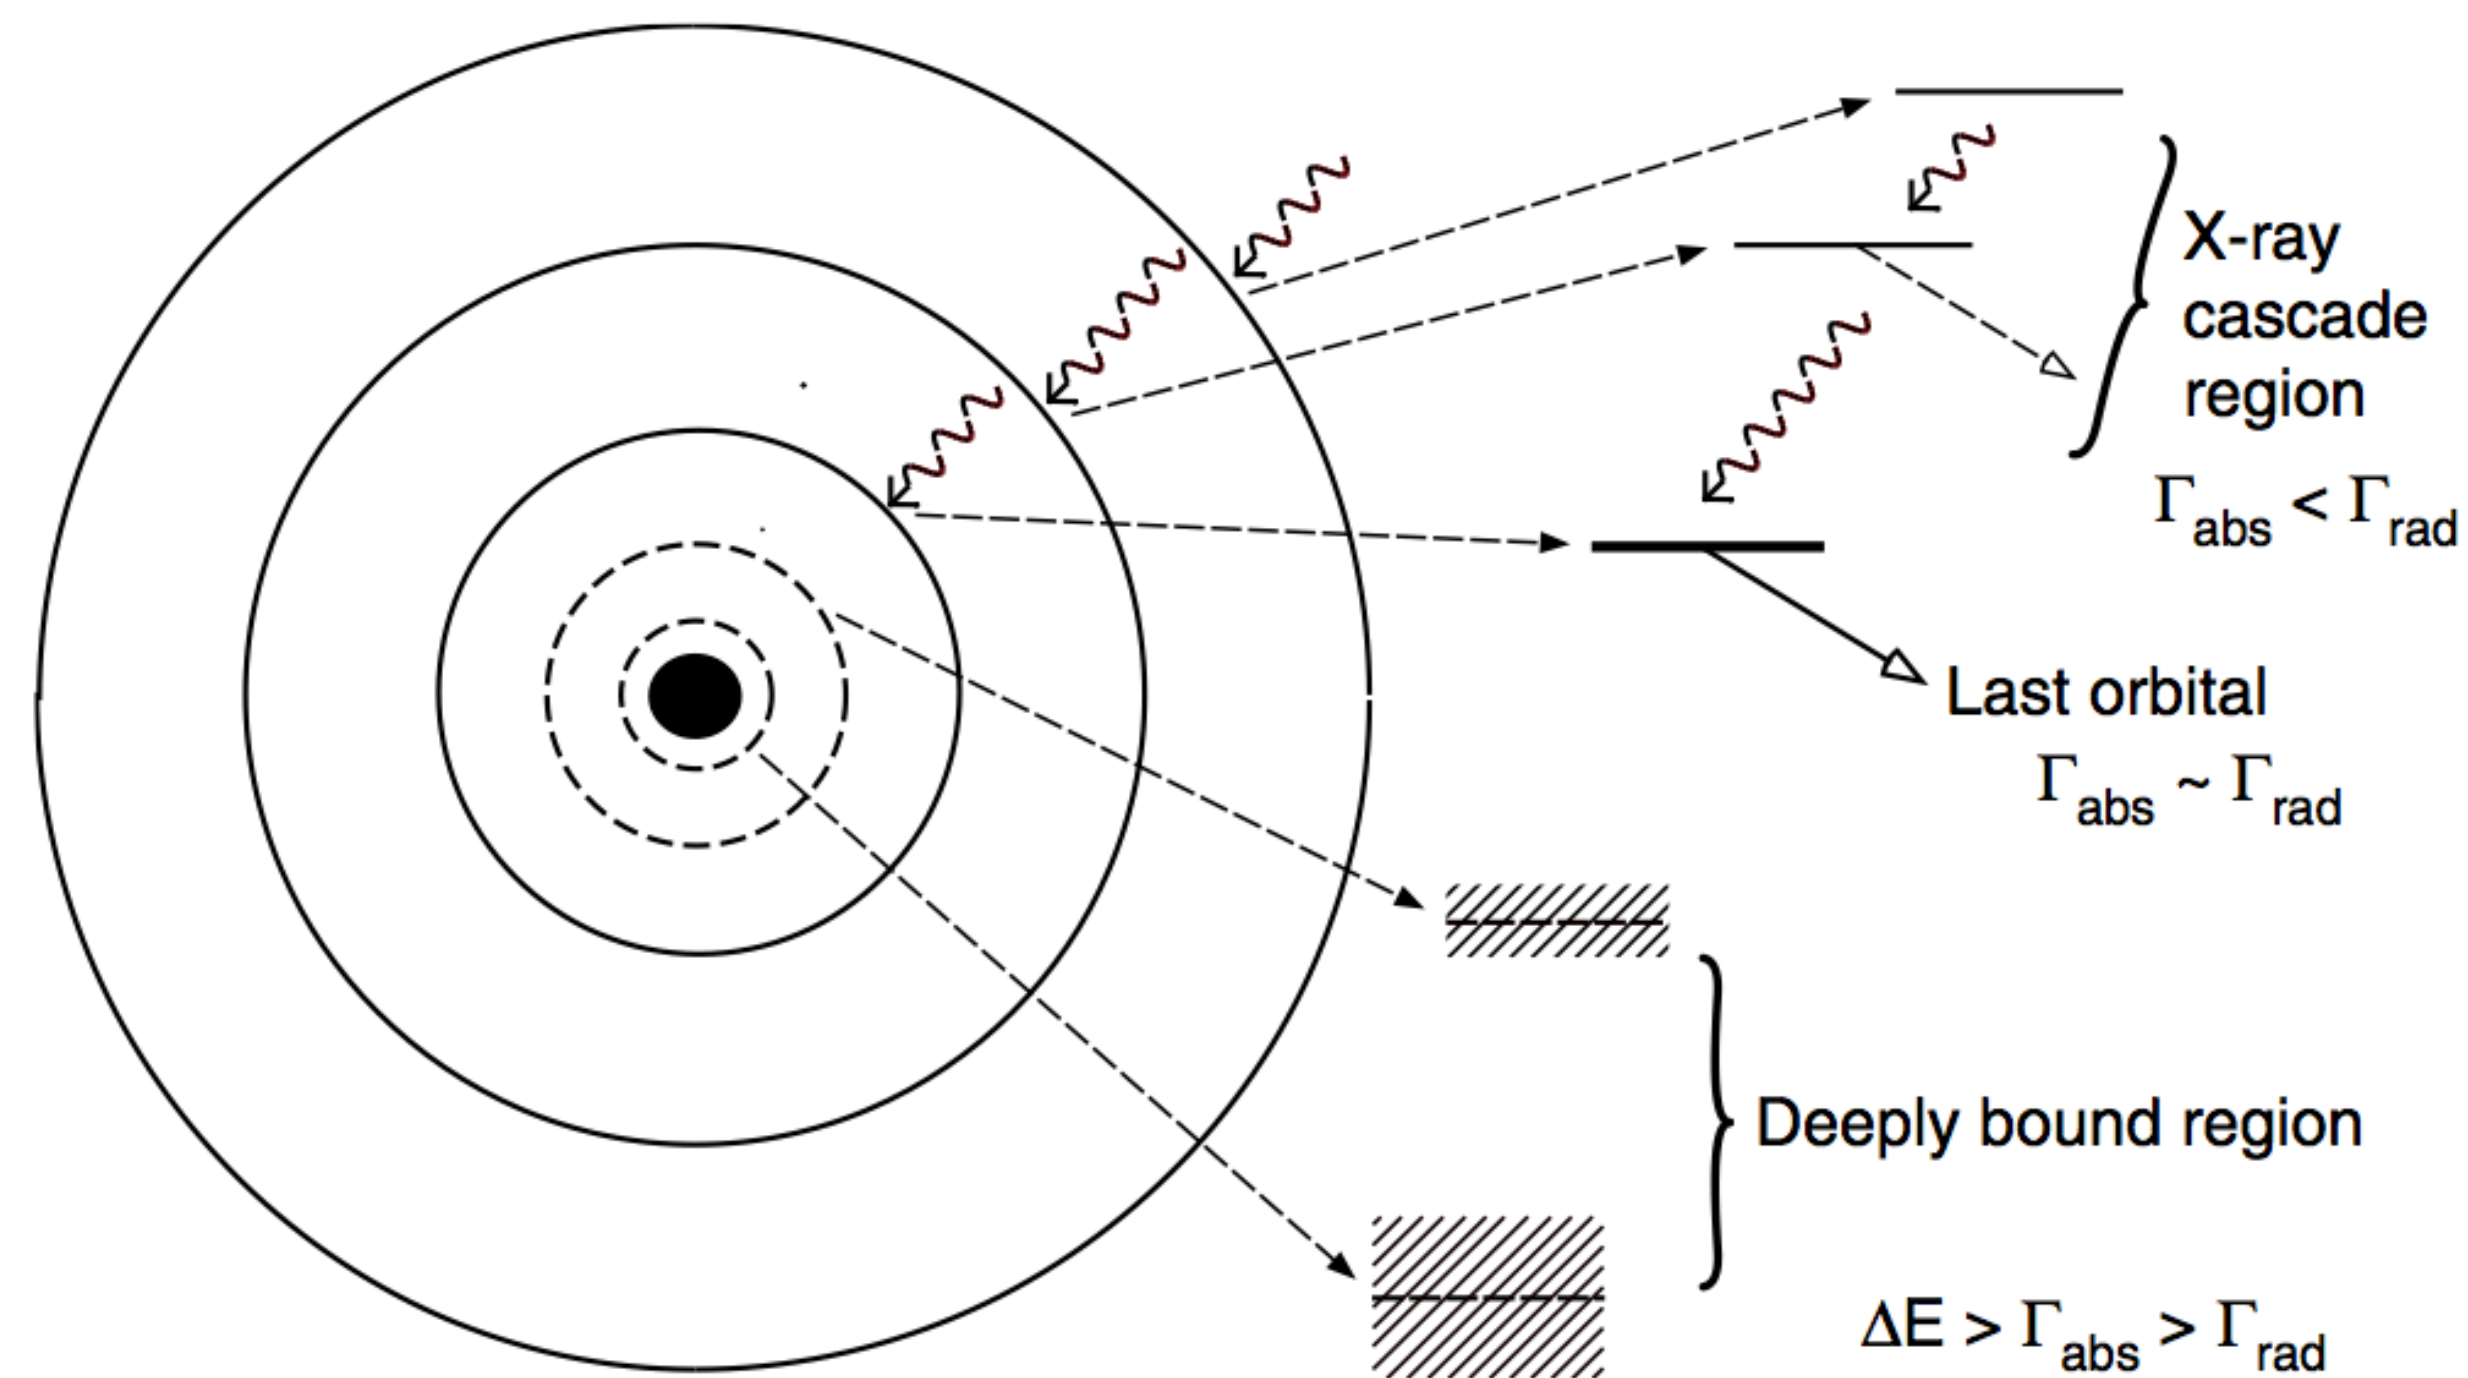 X-ray
cascade
region
Γabs < Γrad
Last orbital
Γabs ~ Γrad
Deeply bound region
ΔE > Γabs > Γrad